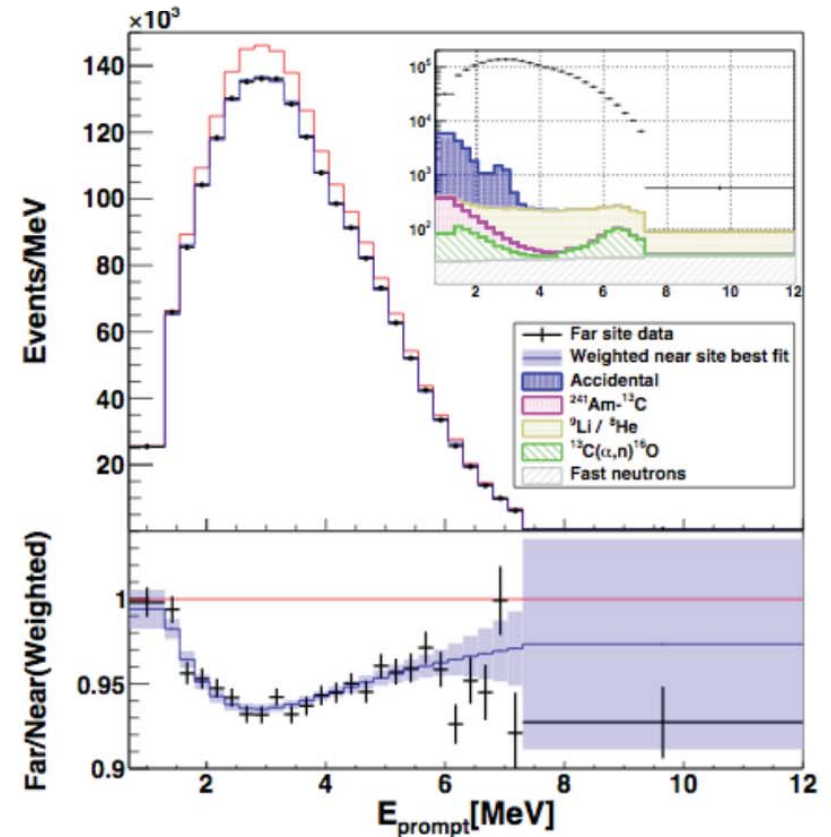 ×10³
140
120
100
80
60
40
20
Events/MeV
10⁵
10⁴
10³
10²
2 4 6 8 10 12
Far site data
Weighted near site best fit
Accidental
²⁴¹Am-¹³C
⁹Li / ⁸He
¹³C(α,n)¹⁶O
Fast neutrons
Far/Near(Weighted)
1
0.95
0.9
2 4 6 8 10 12
E_prompt[MeV]